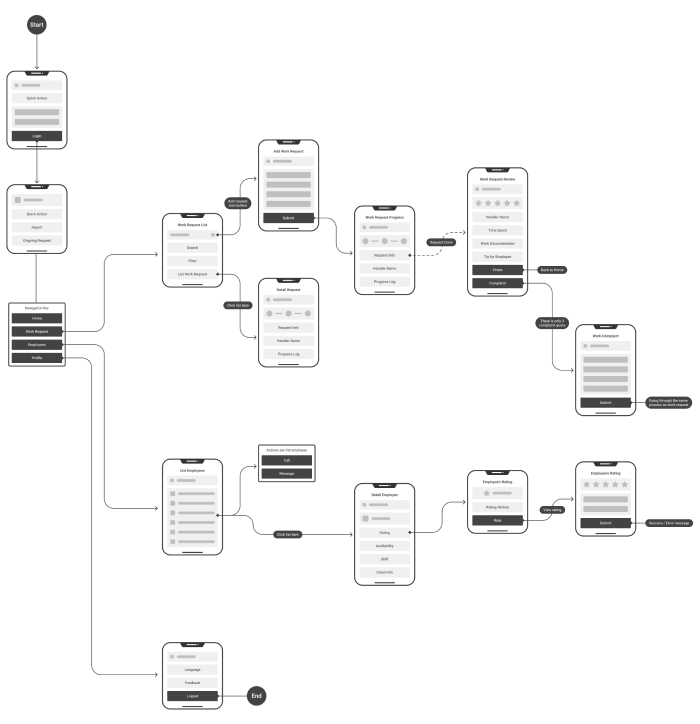 Start
Quick Action
Login
Quick Action
Report
Ongoing Request
Navigation Bar
Home
Work Request
Employees
Profile
Work Request List
Search
Filter
List Work Request
Add request
Click list item
Add Work Request
Submit
Detail Request
Request Info
Handler Name
Progress Log
Work Request Progress
Request Info
Handler Name
Progress Log
Request Done
Work Request Review
Handler Name
Time Spent
Work Documentation
Tip for Employee
Finish
Complaint
Back to Home
There is only 3
complaint quota
Work Complaint
Submit
Going through the same
process as work request
List Employees
Actions per list employee
Call
Message
Click list item
Detail Employee
Rating
Availability
Shift
Detail Info
Employee's Rating
Rating History
Rate
View rating
Employee's Rating
Submit
Success / Error message
Language
Feedback
Logout
End